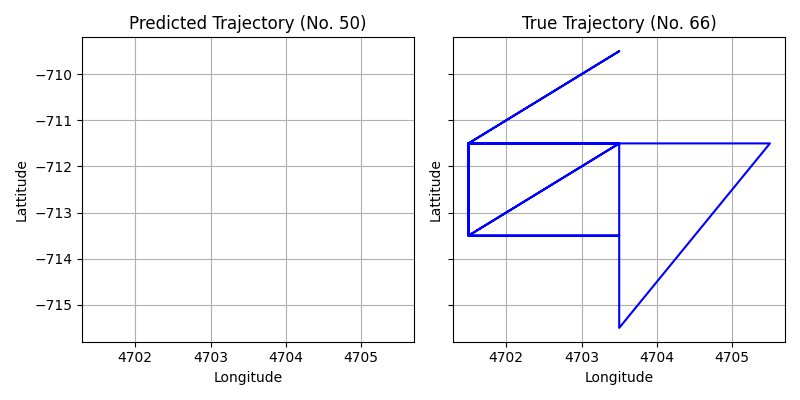 Predicted Trajectory (No. 50)
True Trajectory (No. 66)
−710
−711
−712
−713
−714
−715
Lattitude
Lattitude
4702 4703 4704 4705
4702 4703 4704 4705
Longitude
Longitude